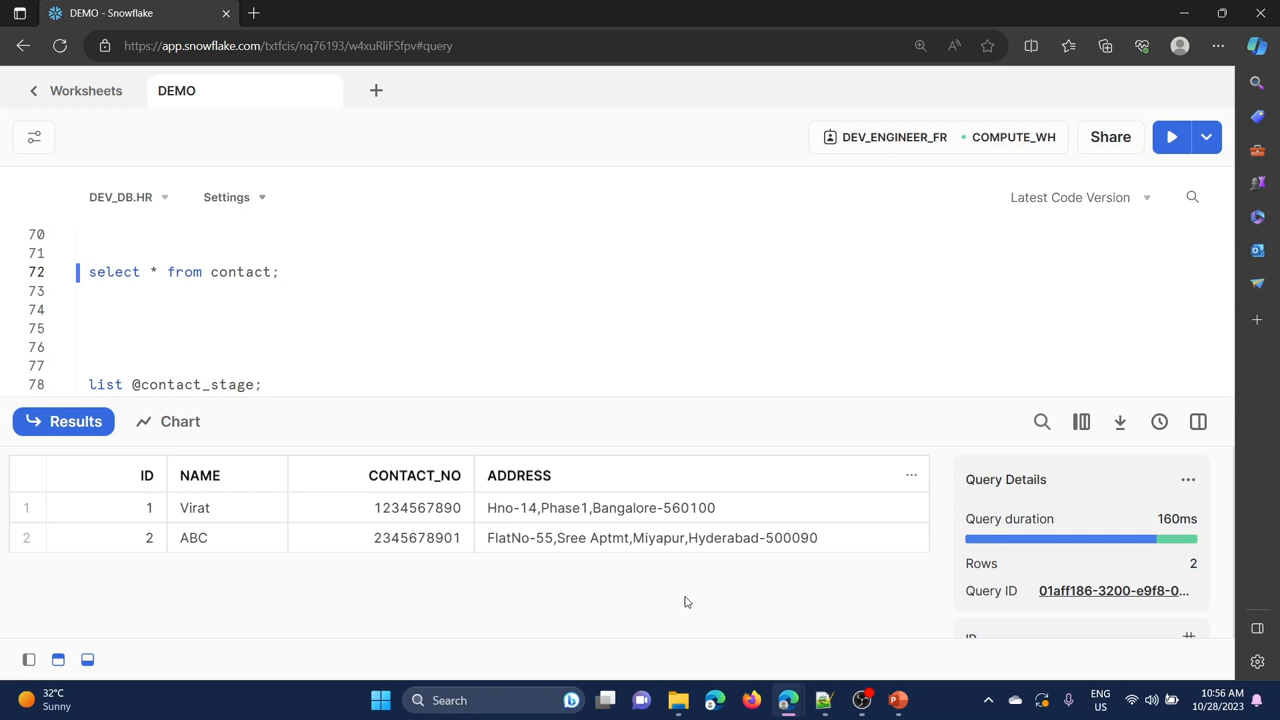 DEMO - Snowflake
https://app.snowflake.com/txtfcis/nq76193/w4xuRliFSfpv#query
Worksheets
DEMO
DEV_ENGINEER_FR
COMPUTE_WH
Share
DEV_DB.HR
Settings
Latest Code Version
70
71
72 select * from contact;
73
74
75
76
77
78 list @contact_stage;
Results
Chart
ID NAME CONTACT_NO ADDRESS ...
1 1 Virat 1234567890 Hno-14,Phase1,Bangalore-560100
2 2 ABC 2345678901 FlatNo-55,Sree Aptmt,Miyapur,Hyderabad-500090
Query Details ...
Query duration 160ms
Rows 2
Query ID 01aff186-3200-e9f8-0...
ID #
32°C
Sunny
Search
ENG
US
10:56 AM
10/28/2023